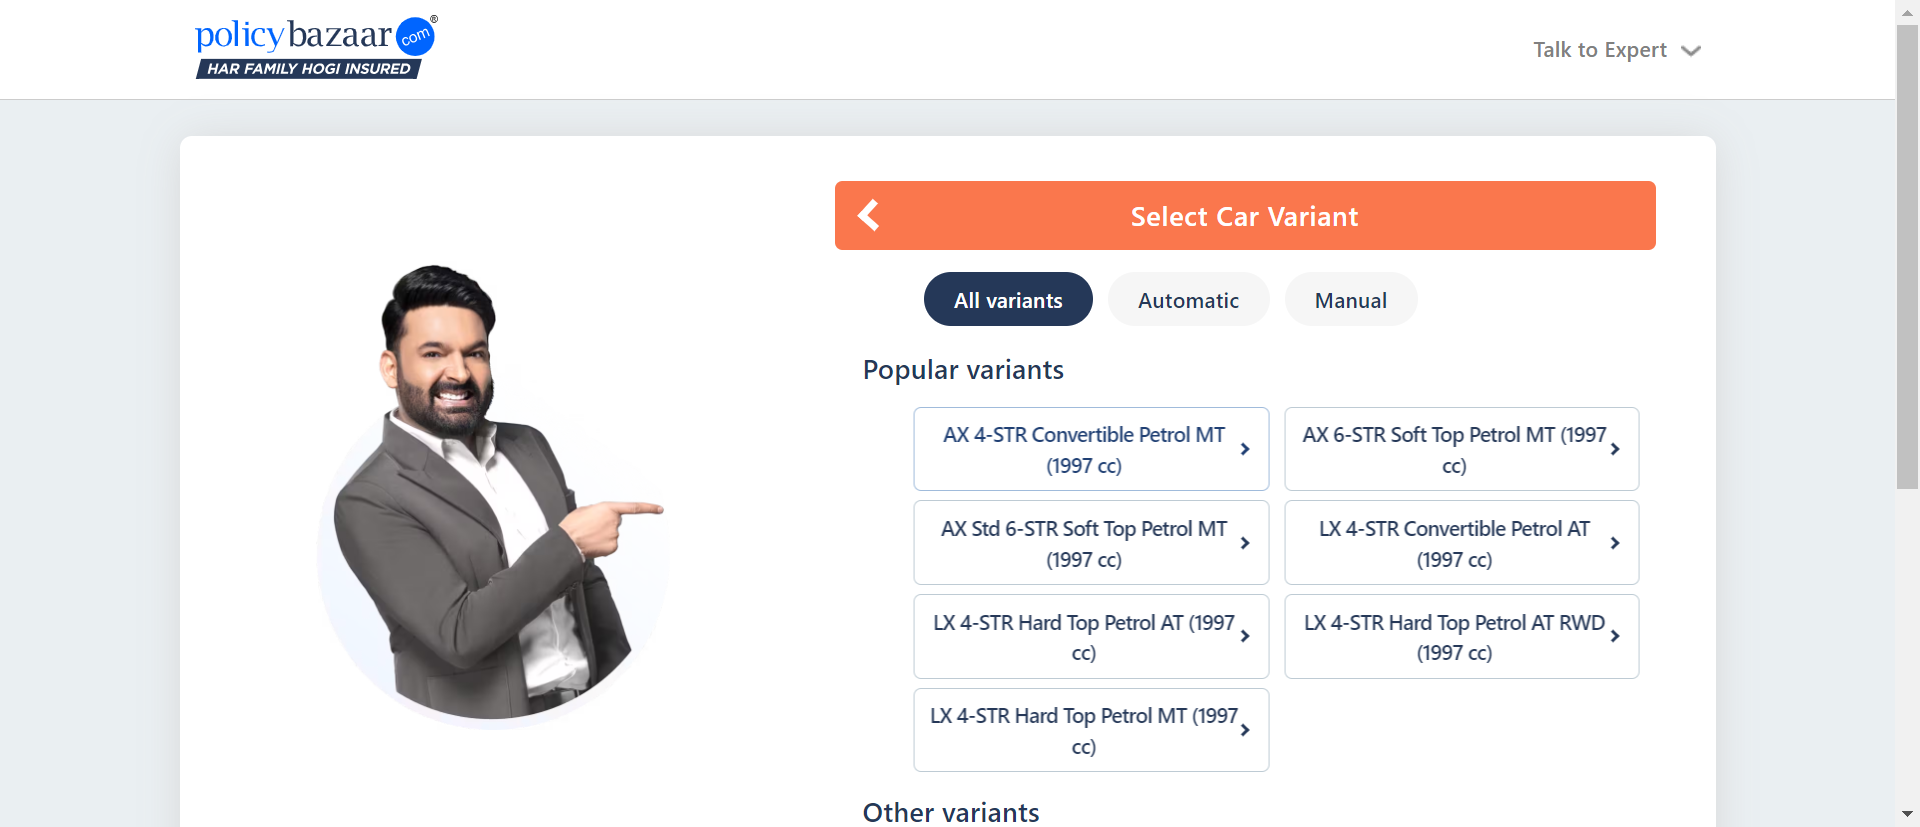 policybazaar com ®
HAR FAMILY HOGI INSURED
Talk to Expert
Select Car Variant
All variants
Automatic
Manual
Popular variants
AX 4-STR Convertible Petrol MT
(1997 cc)
AX 6-STR Soft Top Petrol MT (1997
cc)
AX Std 6-STR Soft Top Petrol MT
(1997 cc)
LX 4-STR Convertible Petrol AT
(1997 cc)
LX 4-STR Hard Top Petrol AT (1997
cc)
LX 4-STR Hard Top Petrol AT RWD
(1997 cc)
LX 4-STR Hard Top Petrol MT (1997
cc)
Other variants